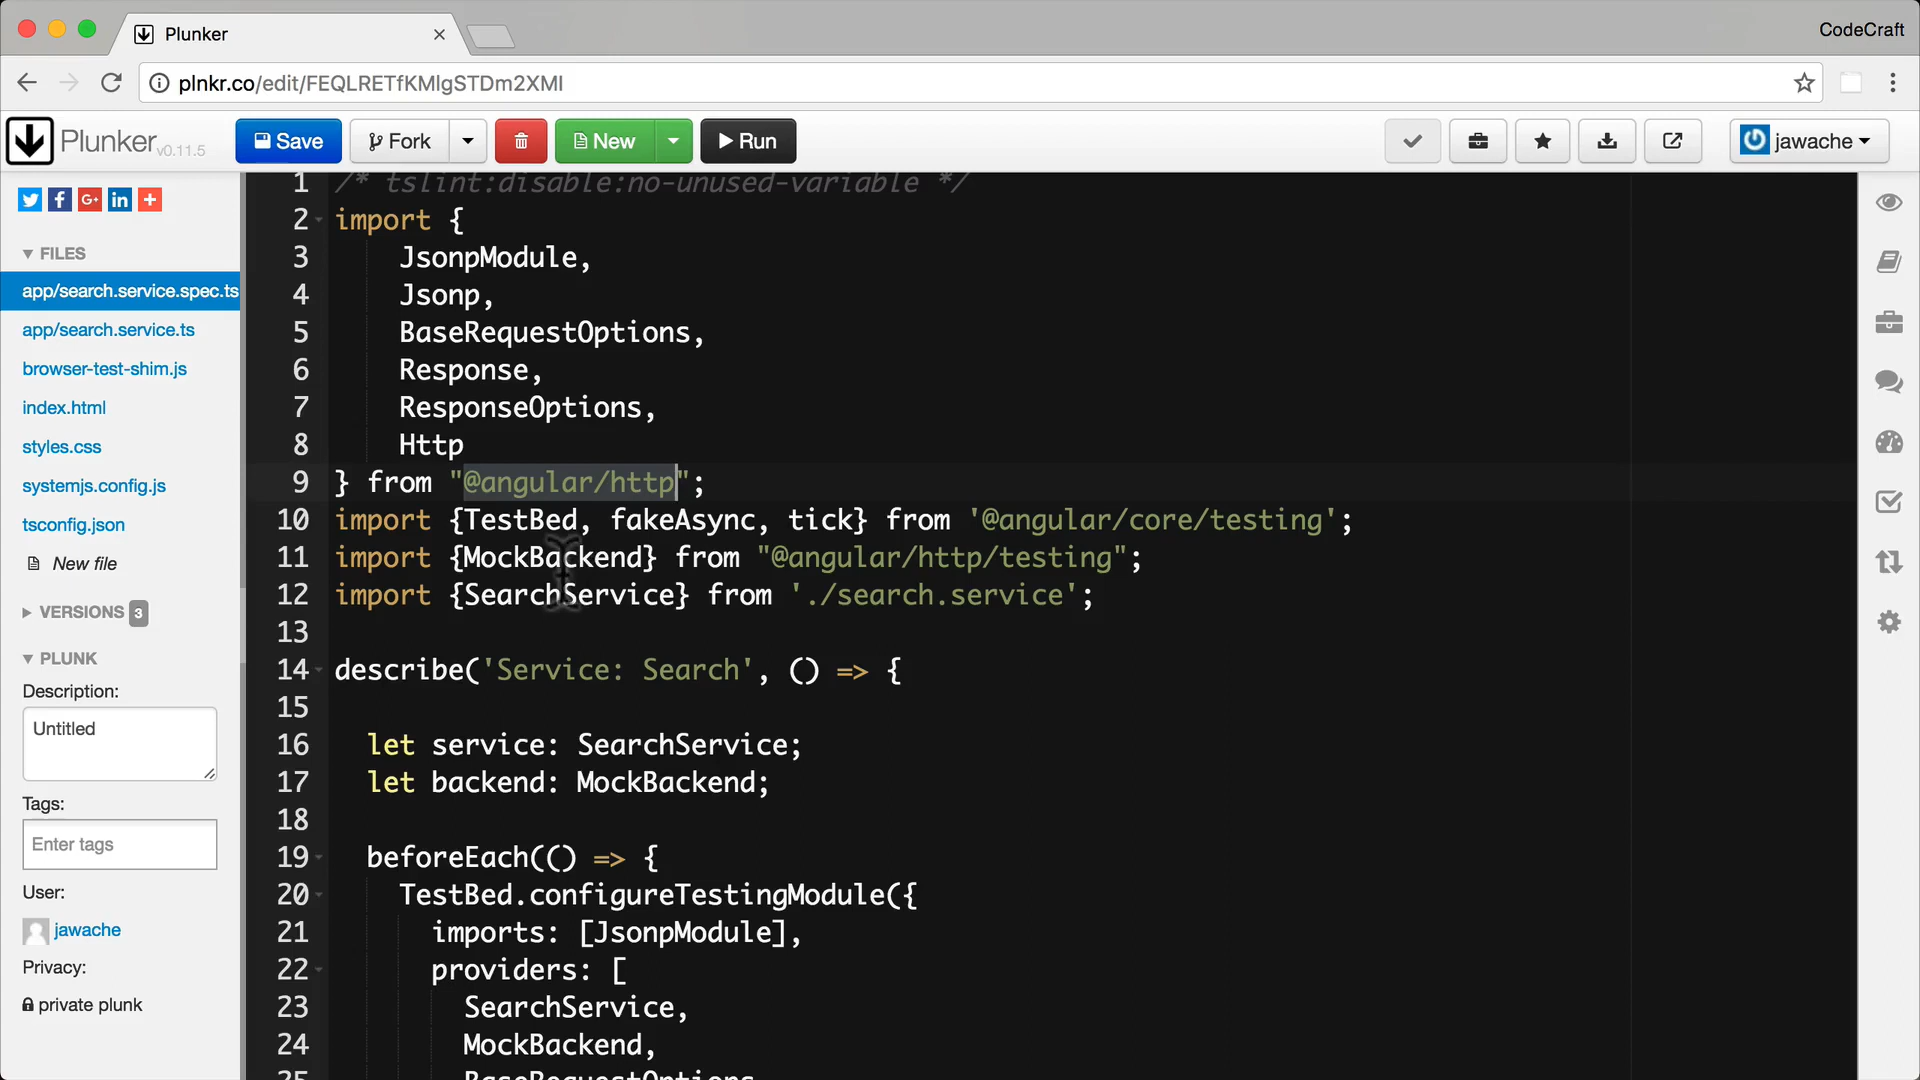 Plunker
CodeCraft
plnkr.co/edit/FEQLRETfKMlgSTDm2XMI
Plunker v0.11.5
Save
Fork
New
Run
jawache
FILES
app/search.service.spec.ts
app/search.service.ts
browser-test-shim.js
index.html
styles.css
systemjs.config.js
tsconfig.json
New file
VERSIONS 3
PLUNK
Description:
Untitled
Tags:
Enter tags
User:
jawache
Privacy:
private plunk
1 /* tslint:disable:no-unused-variable */
2 import {
3 JsonpModule,
4 Jsonp,
5 BaseRequestOptions,
6 Response,
7 ResponseOptions,
8 Http
9 } from "@angular/http";
10 import {TestBed, fakeAsync, tick} from '@angular/core/testing';
11 import {MockBackend} from "@angular/http/testing";
12 import {SearchService} from './search.service';
13
14 describe('Service: Search', () => {
15
16 let service: SearchService;
17 let backend: MockBackend;
18
19 beforeEach(() => {
20 TestBed.configureTestingModule({
21 imports: [JsonpModule],
22 providers: [
23 SearchService,
24 MockBackend,
25 BaseRequestOptions